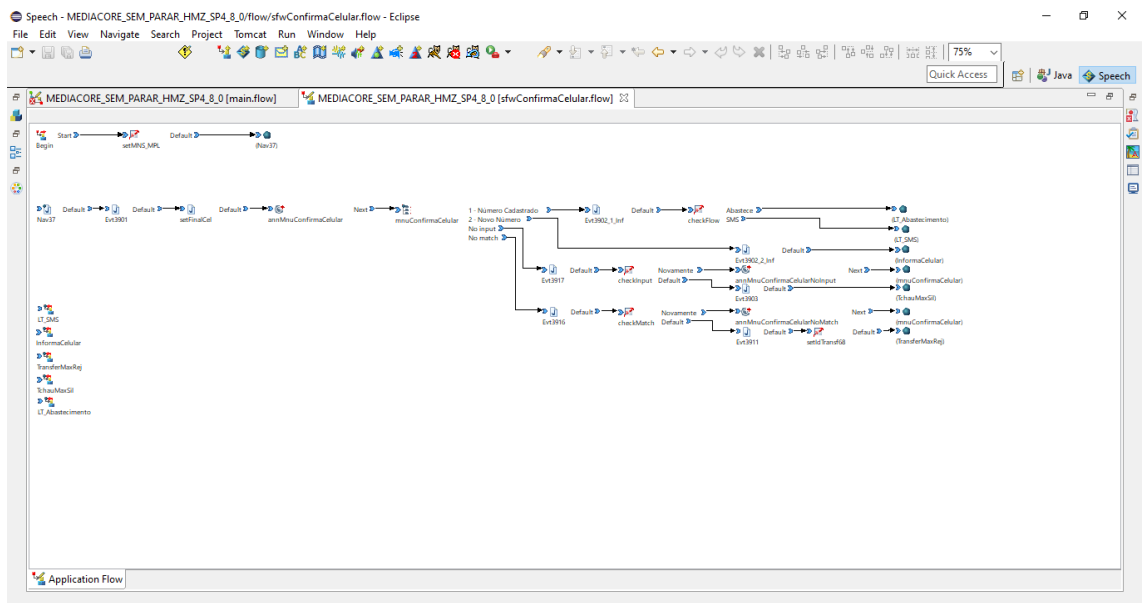 Speech - MEDIACORE_SEM_PARAR_HMZ_SP4_8_0/flow/sfwConfirmaCelular.flow - Eclipse
File Edit View Navigate Search Project Tomcat Run Window Help
75%
Quick Access
Java
Speech
MEDIACORE_SEM_PARAR_HMZ_SP4_8_0 [main.flow]
MEDIACORE_SEM_PARAR_HMZ_SP4_8_0 [sfwConfirmaCelular.flow]
Start Default
Begin setMNS_MPL (Nav37)
Default Default Default Next 1 - Número Cadastrado Default Abastece
Nav37 Evt3901 setFinalCel annMnuConfirmaCelular mnuConfirmaCelular 2 - Novo Número Evt3902_1_Inf checkFlow SMS (LT_Abastecimento)
No input
No match (LT_SMS)
Default
Evt3902_2_Inf (InformaCelular)
Default Novamente Next
Evt3917 checkInput Default annMnuConfirmaCelularNoInput (mnuConfirmaCelular)
Default
Evt3903 (TchauMaxSil)
Default Novamente Next
Evt3916 checkMatch Default annMnuConfirmaCelularNoMatch (mnuConfirmaCelular)
Default Default
Evt3911 setIdTransf68 (TransferMaxRej)
LT_SMS
InformaCelular
TransferMaxRej
TchauMaxSil
LT_Abastecimento
Application Flow